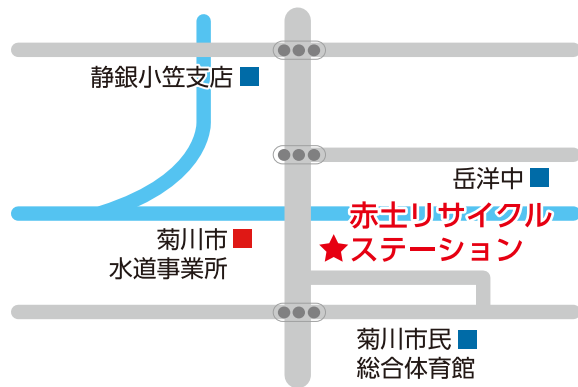 静銀小笠支店
岳洋中
赤土リサイクル
ステーション
菊川市
水道事業所
菊川市民
総合体育館